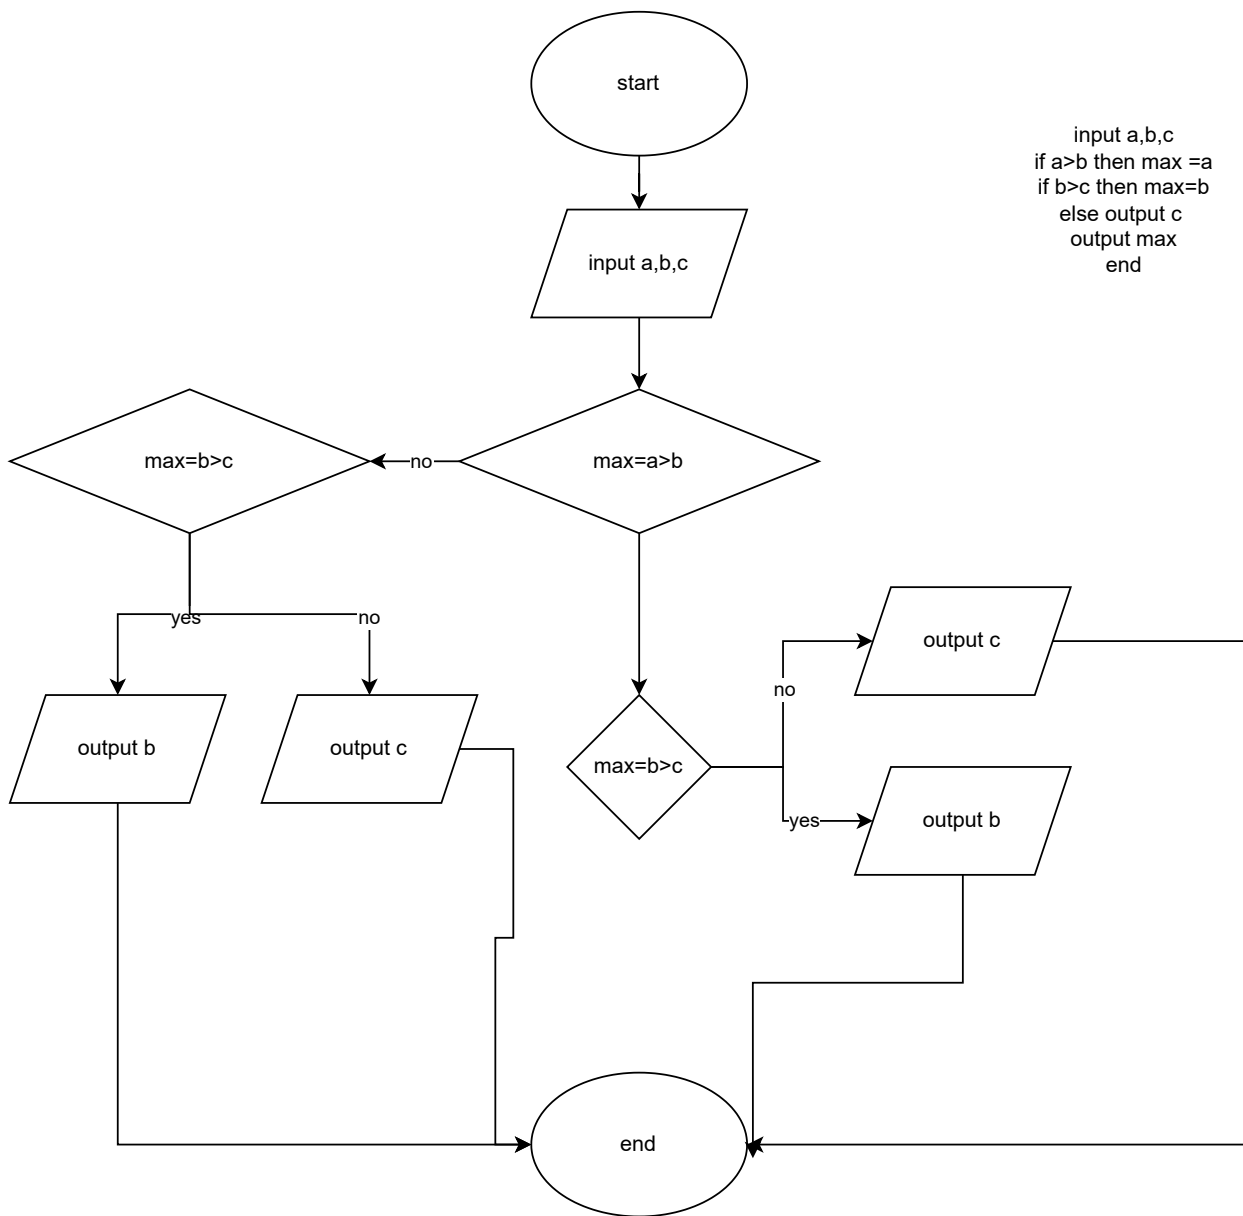 start
input a,b,c
if a>b then max =a
if b>c then max=b
else output c
output max
end
input a,b,c
max=b>c
no
max=a>b
yes
no
output c
no
output b
output c
max=b>c
yes
output b
end